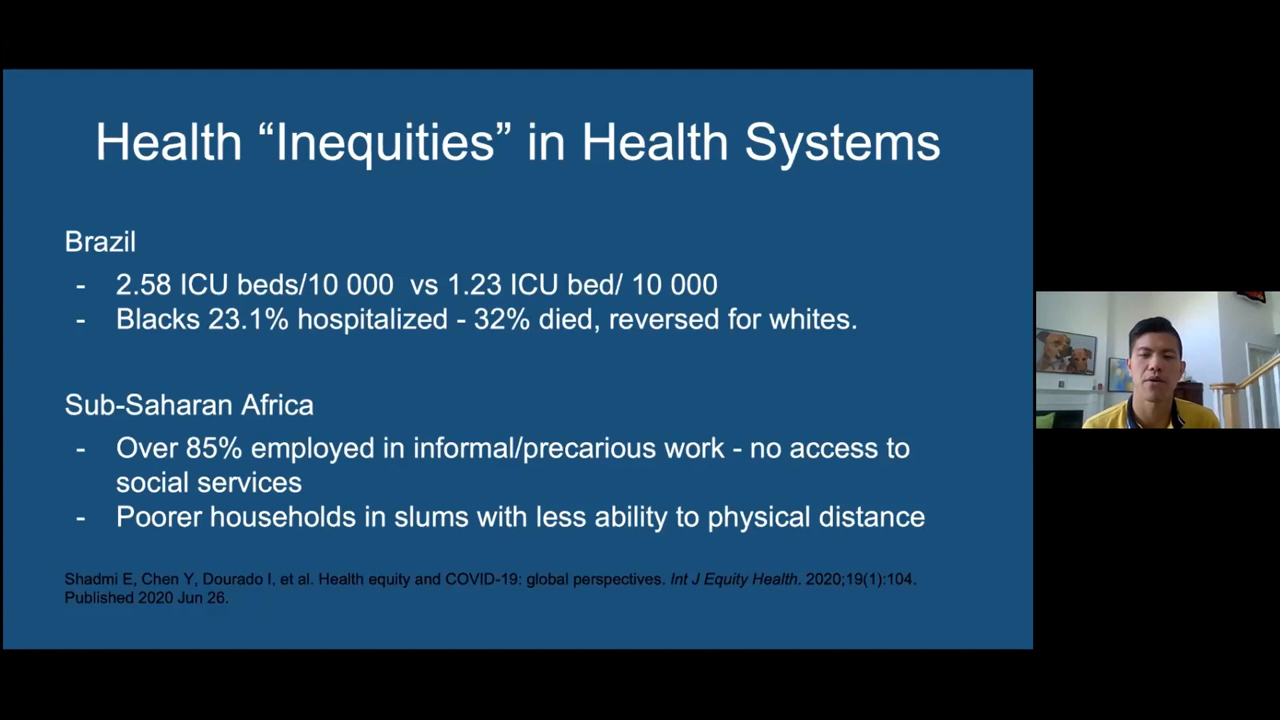 Health “Inequities” in Health Systems
Brazil
- 2.58 ICU beds/10 000  vs 1.23 ICU bed/ 10 000
- Blacks 23.1% hospitalized - 32% died, reversed for whites.
Sub-Saharan Africa
- Over 85% employed in informal/precarious work - no access to
social services
- Poorer households in slums with less ability to physical distance
Shadmi E, Chen Y, Dourado I, et al. Health equity and COVID-19: global perspectives. Int J Equity Health. 2020;19(1):104.
Published 2020 Jun 26.